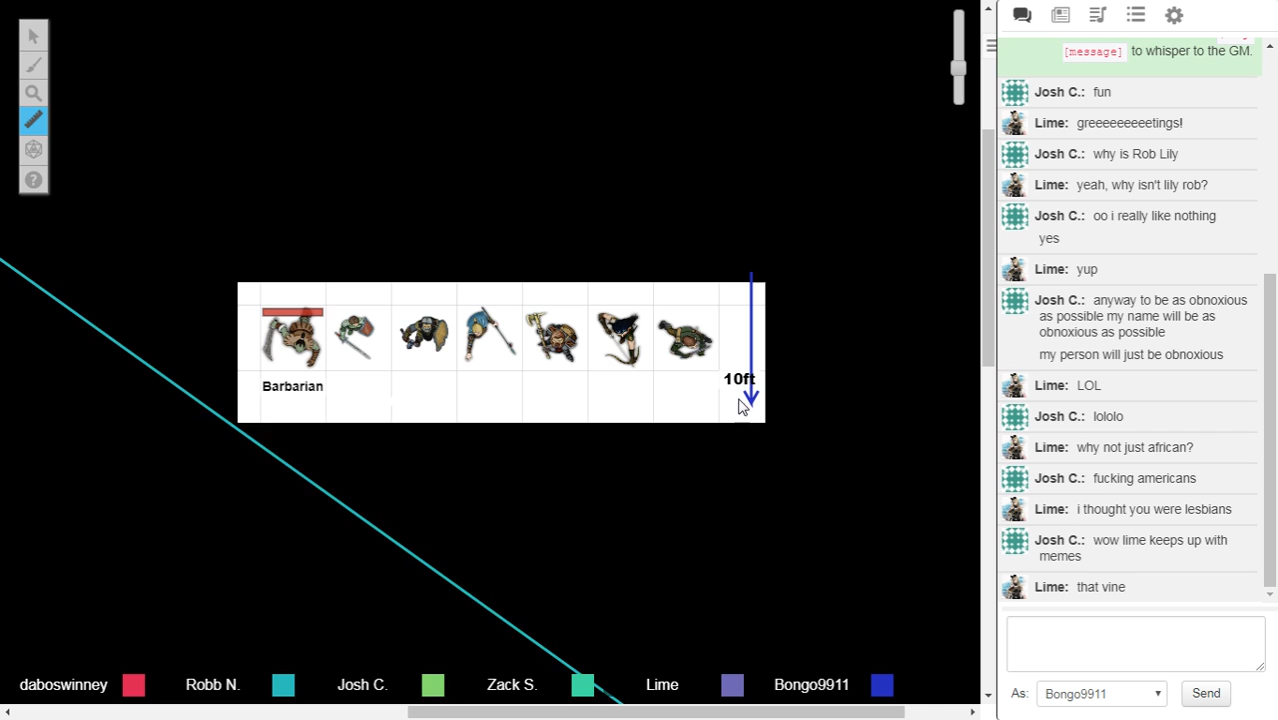 [message] to whisper to the GM.
Josh C.: fun
Lime: greeeeeeeeetings!
Josh C.: why is Rob Lily
Lime: yeah, why isn't lily rob?
Josh C.: oo i really like nothing
yes
Lime: yup
Josh C.: anyway to be as obnoxious
as possible my name will be as
obnoxious as possible
my person will just be obnoxious
Lime: LOL
Josh C.: lololo
Lime: why not just african?
Josh C.: fucking americans
Lime: i thought you were lesbians
Josh C.: wow lime keeps up with
memes
Lime: that vine
10ft
Barbarian
daboswinney Robb N. Josh C. Zack S. Lime Bongo9911
As: Bongo9911 Send